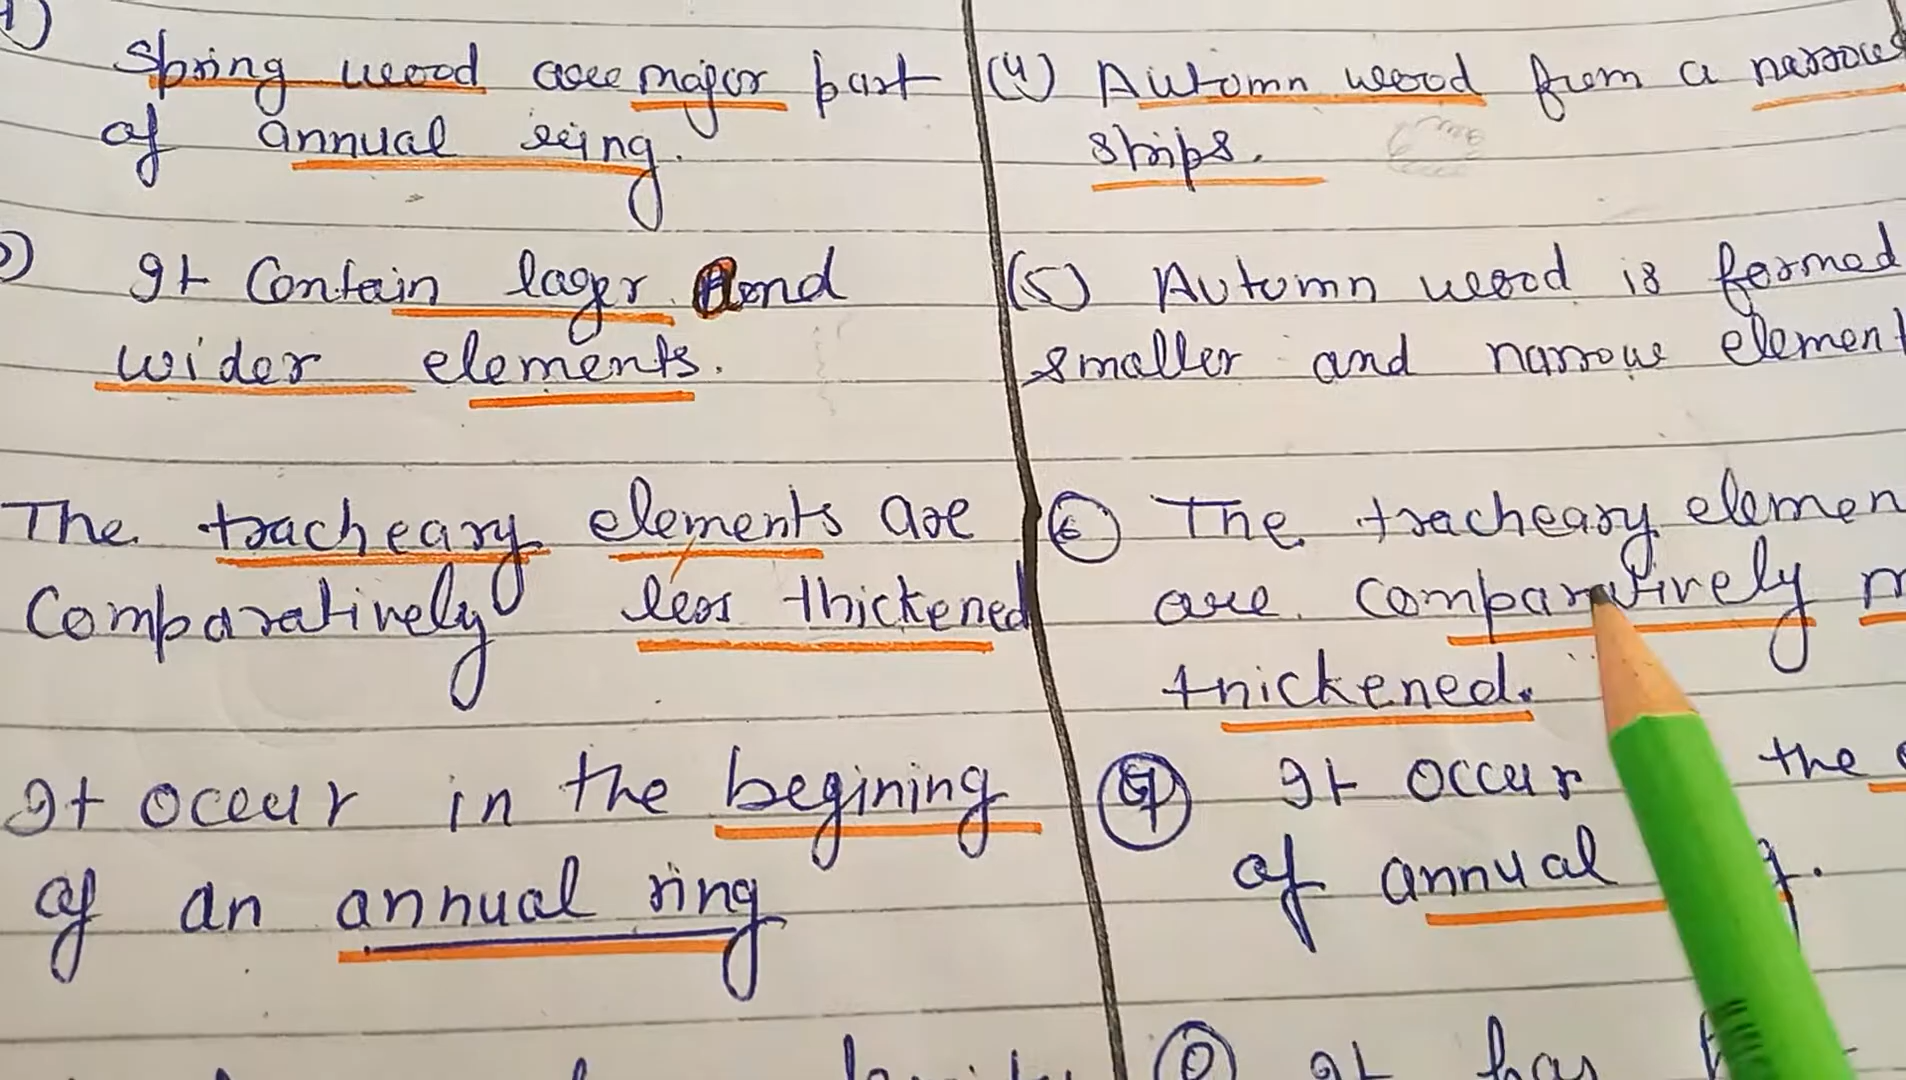 Spring wood are major part
of annual ring.
It Contain lager and
wider elements.
The tracheary elements are
Comparatively less thickened
It occur in the begining
of an annual ring
(4) Autumn wood from a narrow
strips.
(5) Autumn wood is formed
smaller and narrow element
6 The tracheary elemen
are comparatively m
thickened.
7 It occur the
of annual
It has